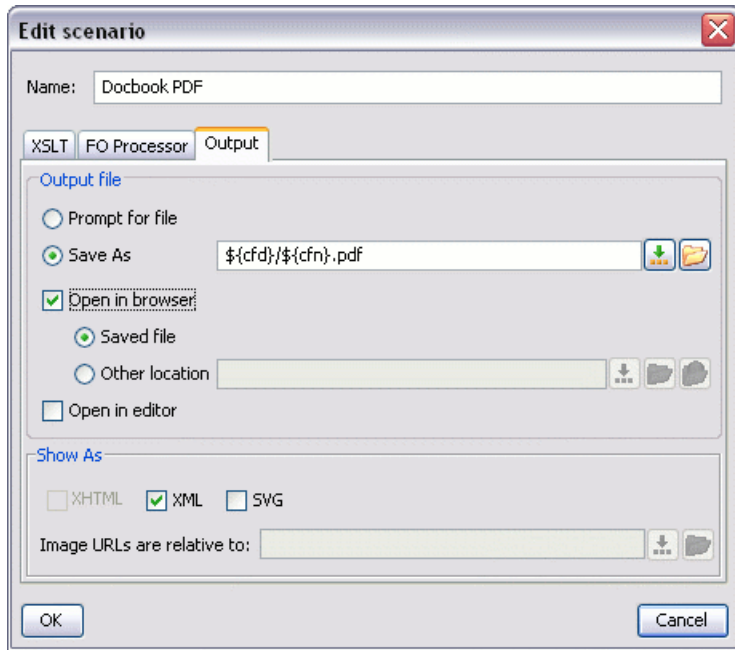 Edit scenario
Name: Docbook PDF
XSLT FO Processor Output
Output file
Prompt for file
Save As ${cfd}/${cfn}.pdf
Open in browser
Saved file
Other location
Open in editor
Show As
XHTML XML SVG
Image URLs are relative to:
OK Cancel